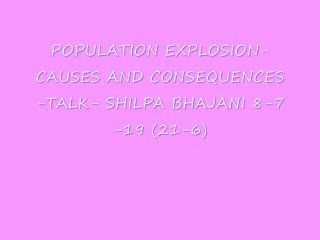 POPULATION EXPLOSION-
CAUSES AND CONSEQUENCES
-TALK- SHILPA BHAJANI 8-7
-19 (21-6)